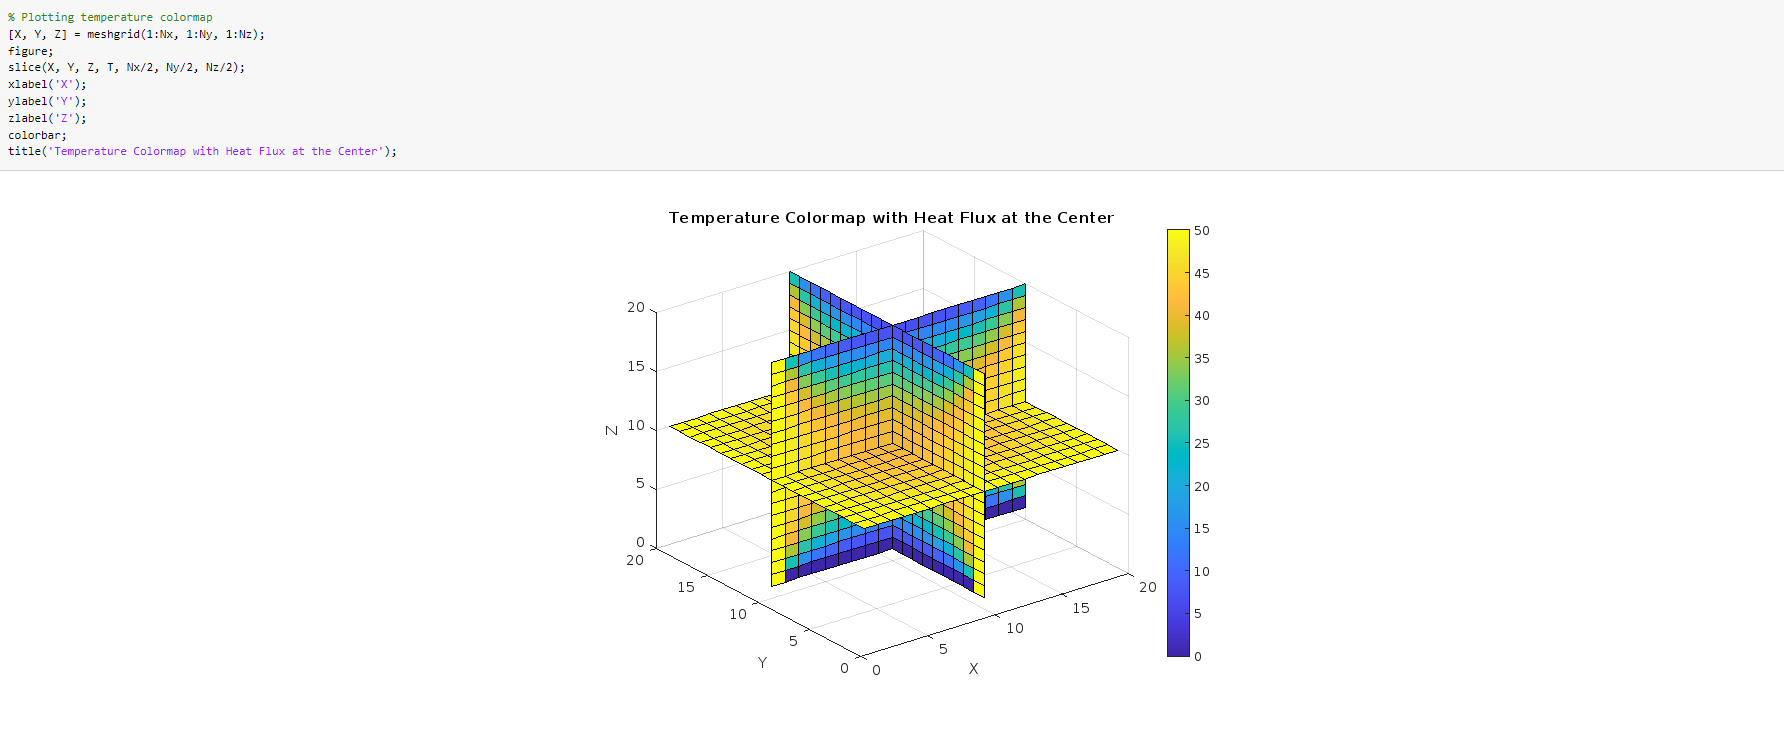 % Plotting temperature colormap
[X, Y, Z] = meshgrid(1:Nx, 1:Ny, 1:Nz);
figure;
slice(X, Y, Z, T, Nx/2, Ny/2, Nz/2);
xlabel('X');
ylabel('Y');
zlabel('Z');
colorbar;
title('Temperature Colormap with Heat Flux at the Center');
Temperature Colormap with Heat Flux at the Center
20
15
10
5
0
Z
20
15
10
5
0
Y
0
5
10
15
20
X
50
45
40
35
30
25
20
15
10
5
0